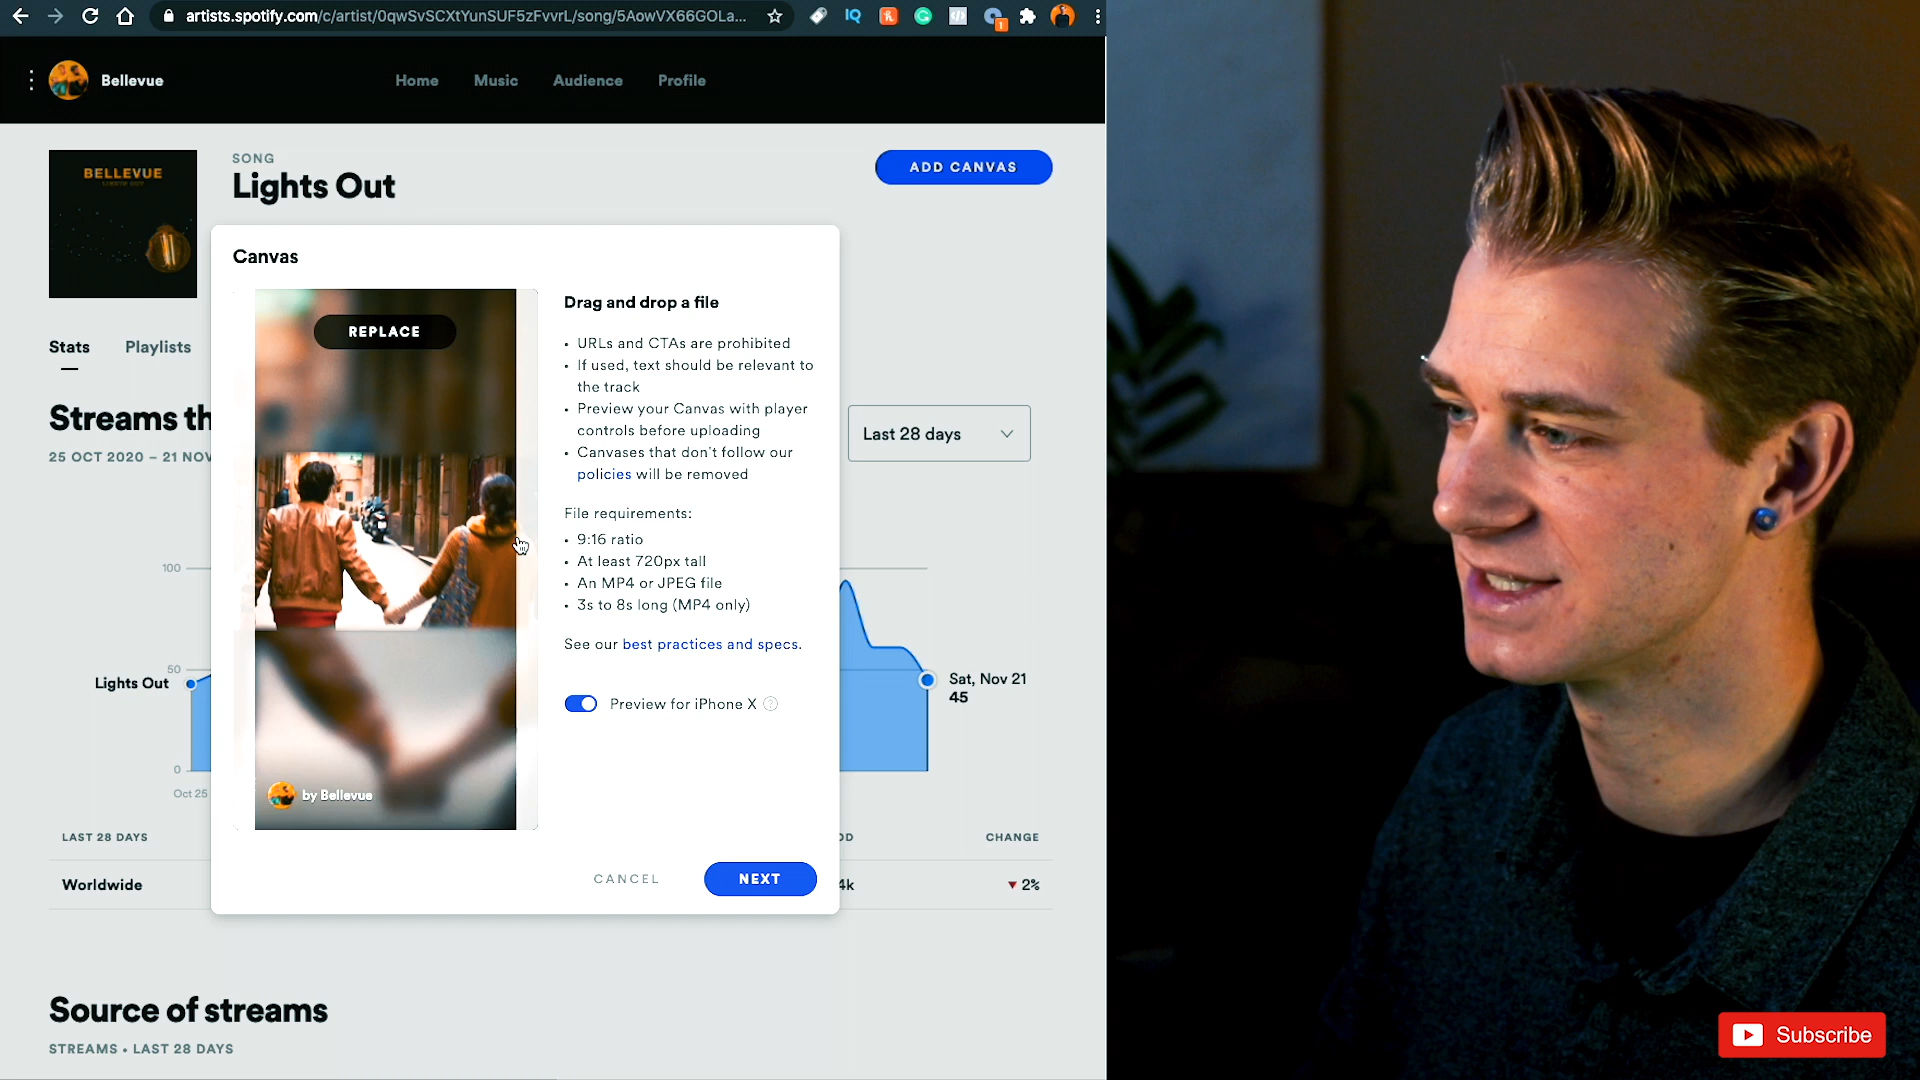 artists.spotify.com/c/artist/0qwSvSCXtYunSUF5zFvvrL/song/5AowVX66GOLa...
IQ
1
Bellevue
Home
Music
Audience
Profile
BELLEVUE
LIGHTS OUT
SONG
Lights Out
ADD CANVAS
Canvas
REPLACE
by Bellevue
Drag and drop a file
• URLs and CTAs are prohibited
• If used, text should be relevant to
the track
• Preview your Canvas with player
controls before uploading
• Canvases that don't follow our
policies will be removed
File requirements:
• 9:16 ratio
• At least 720px tall
• An MP4 or JPEG file
• 3s to 8s long (MP4 only)
See our best practices and specs.
Preview for iPhone X ?
CANCEL
NEXT
Stats
Playlists
Streams th
25 OCT 2020 – 21 NOV
Last 28 days
100
50
0
Lights Out
Oct 25
Sat, Nov 21
45
LAST 28 DAYS
OD
CHANGE
Worldwide
4k
▼ 2%
Source of streams
STREAMS • LAST 28 DAYS
Subscribe